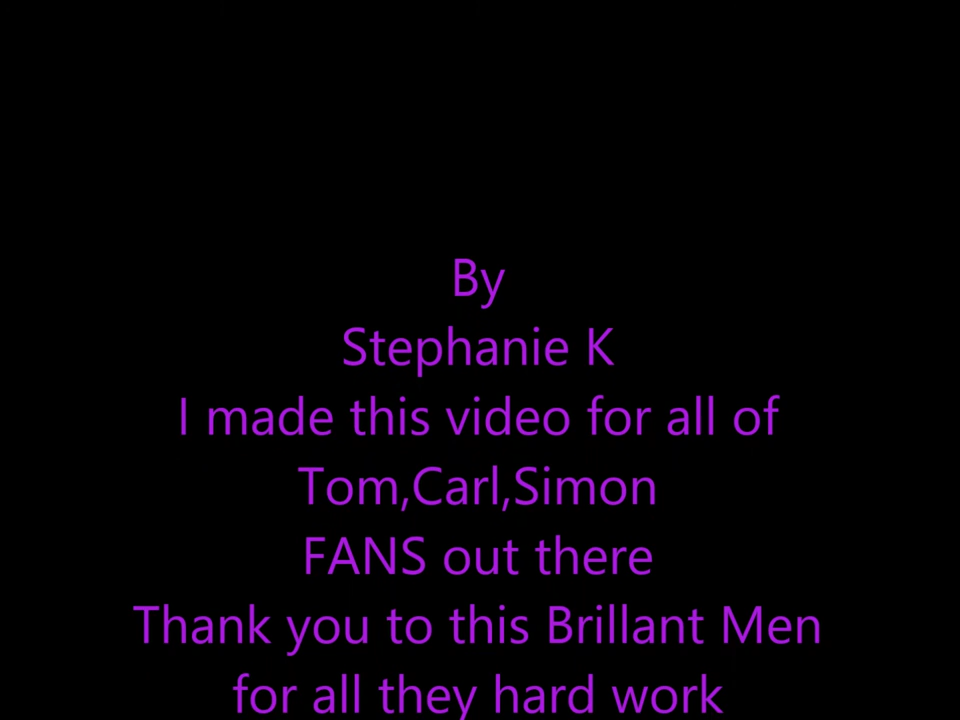 By
Stephanie K
I made this video for all of
Tom,Carl,Simon
FANS out there
Thank you to this Brillant Men
for all they hard work